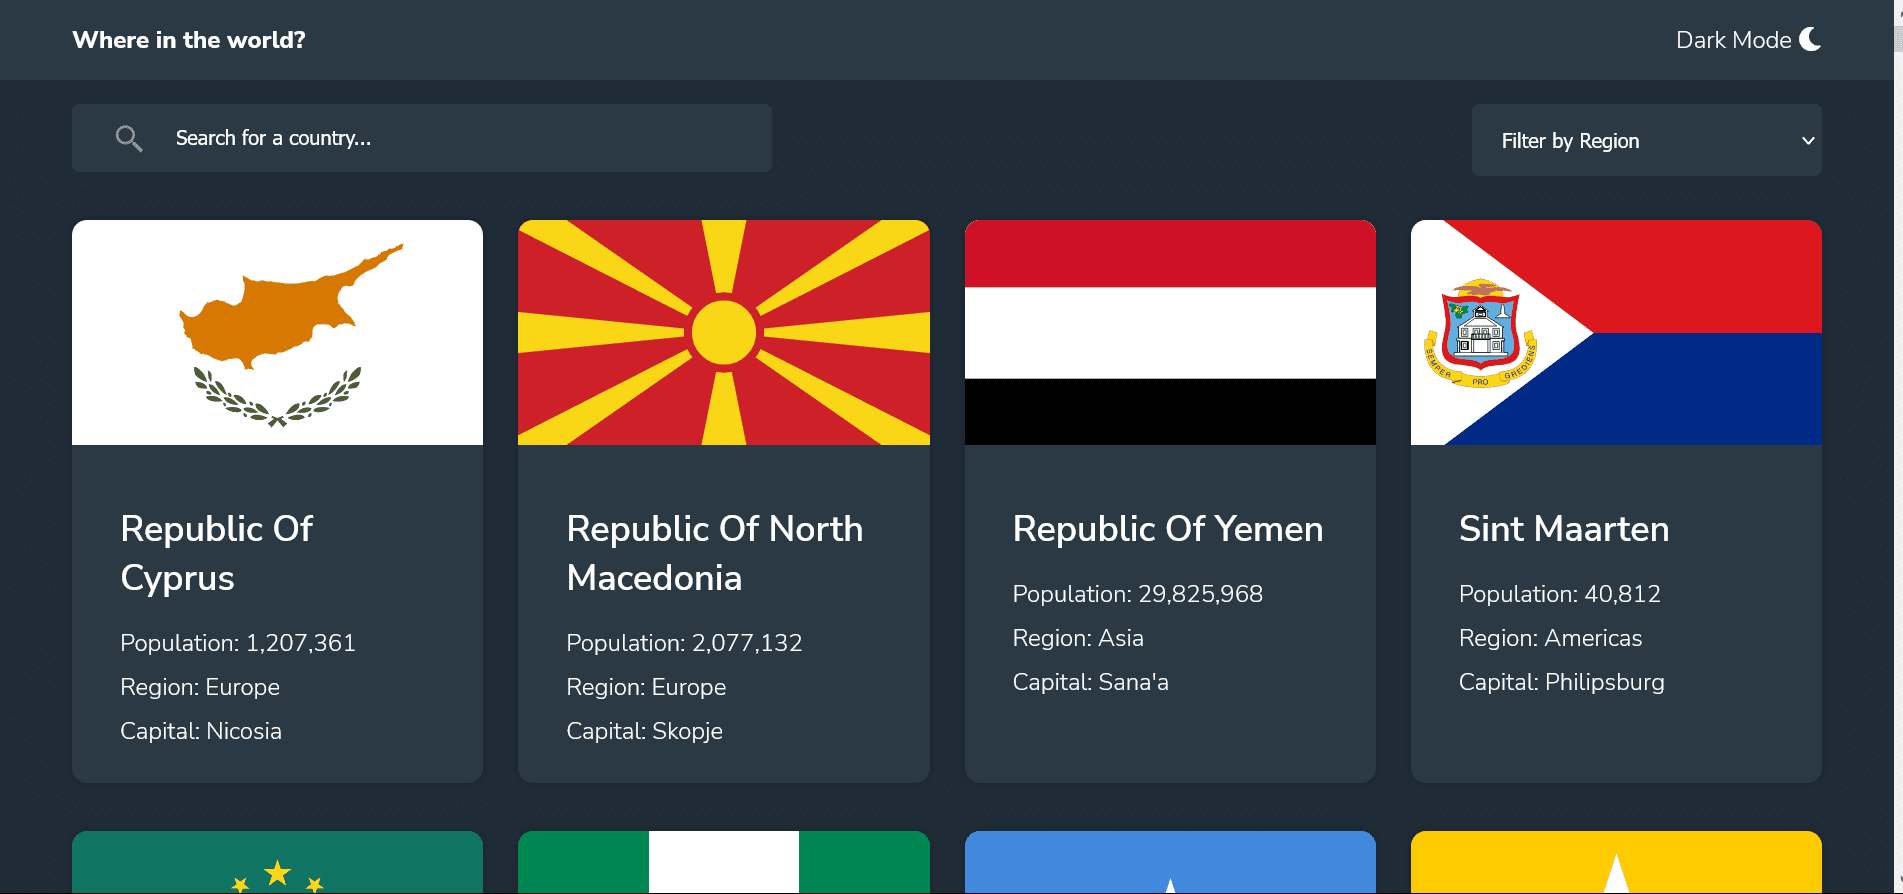 Where in the world?
Dark Mode
Search for a country...
Filter by Region
SEMPER PRO GREDIENS
Republic Of
Cyprus
Population: 1,207,361
Region: Europe
Capital: Nicosia
Republic Of North
Macedonia
Population: 2,077,132
Region: Europe
Capital: Skopje
Republic Of Yemen
Population: 29,825,968
Region: Asia
Capital: Sana'a
Sint Maarten
Population: 40,812
Region: Americas
Capital: Philipsburg